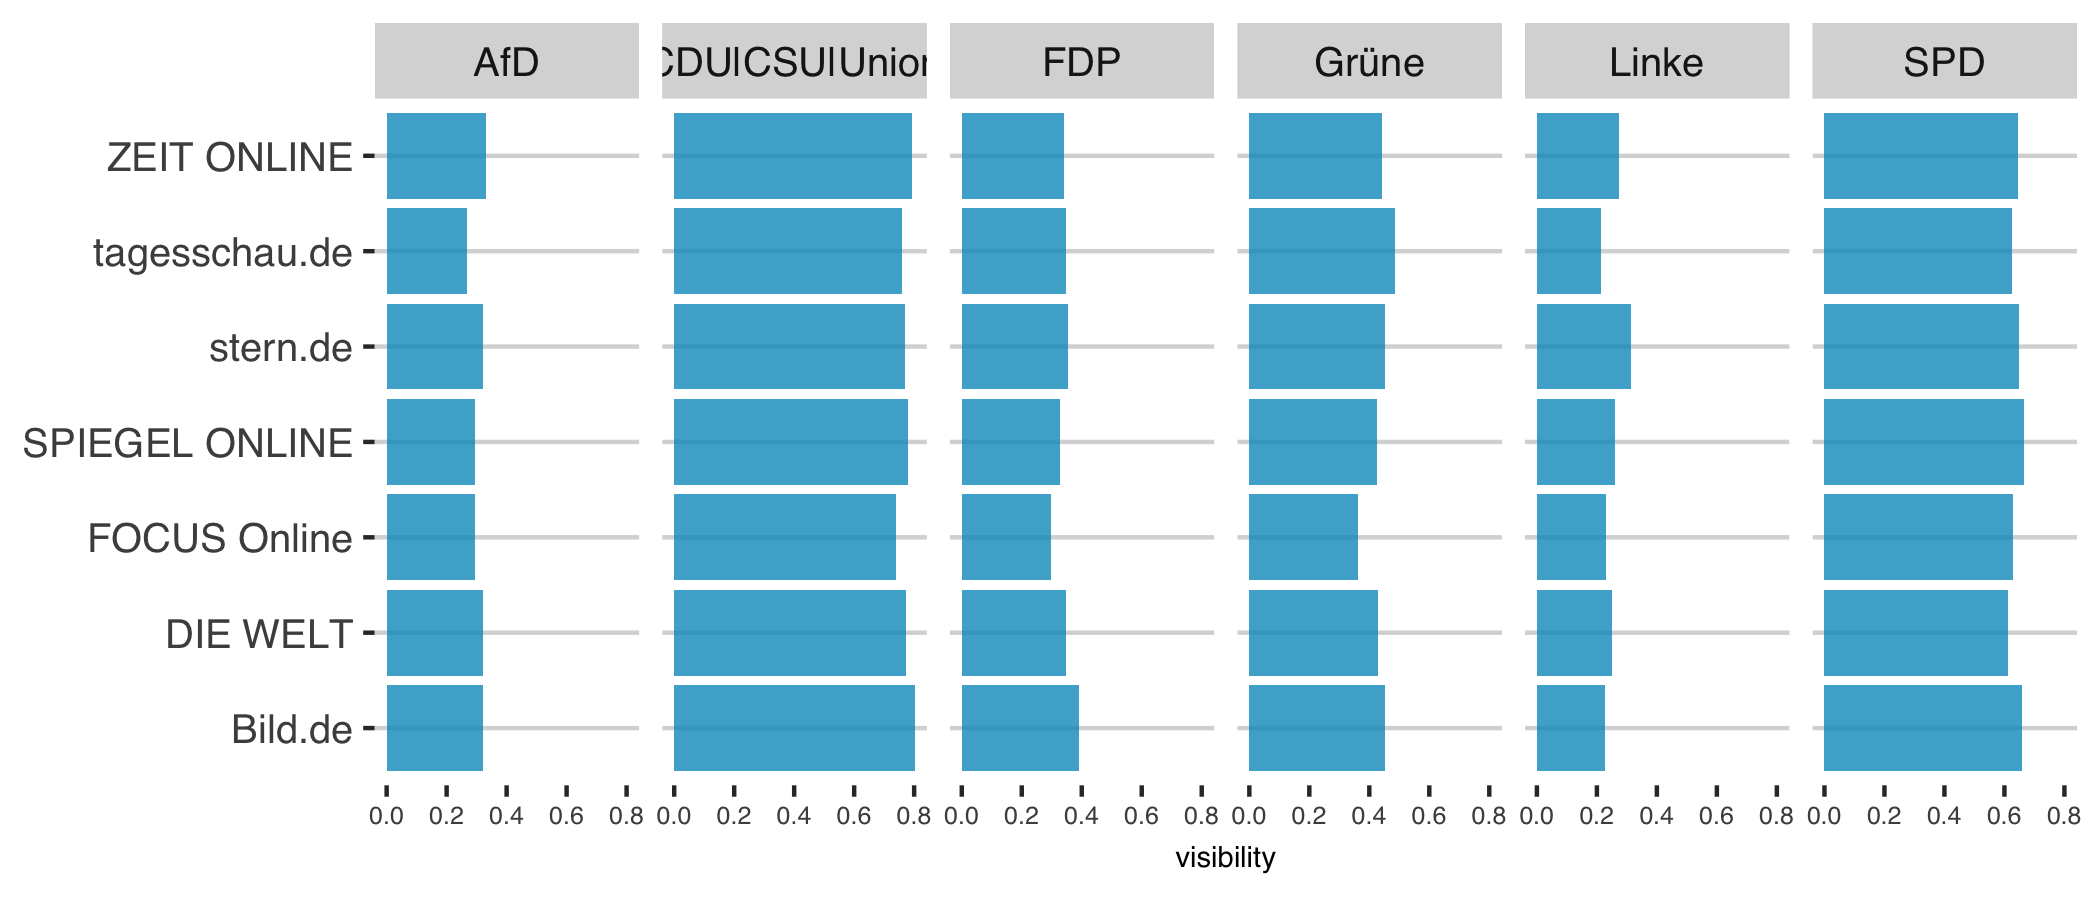 AfD CDU|CSU|Union FDP Grüne Linke SPD
ZEIT ONLINE
tagesschau.de
stern.de
SPIEGEL ONLINE
FOCUS Online
DIE WELT
Bild.de
0.0 0.2 0.4 0.6 0.8 0.0 0.2 0.4 0.6 0.8 0.0 0.2 0.4 0.6 0.8 0.0 0.2 0.4 0.6 0.8 0.0 0.2 0.4 0.6 0.8 0.0 0.2 0.4 0.6 0.8
visibility